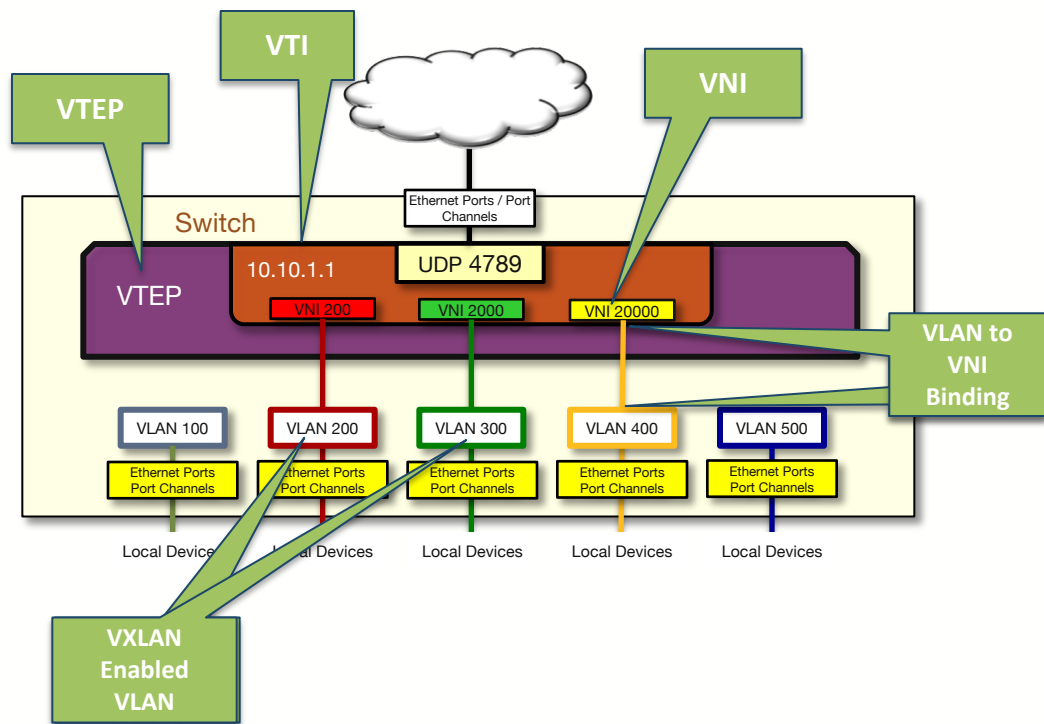 VTI
VTEP
VNI
Ethernet Ports / Port
Channels
Switch
10.10.1.1
UDP 4789
VTEP
VNI 200
VNI 2000
VNI 20000
VLAN to
VNI
Binding
VLAN 100
VLAN 200
VLAN 300
VLAN 400
VLAN 500
Ethernet Ports
Port Channels
Ethernet Ports
Port Channels
Ethernet Ports
Port Channels
Ethernet Ports
Port Channels
Ethernet Ports
Port Channels
Local Device
Local Devices
Local Devices
Local Devices
Local Devices
VXLAN
Enabled
VLAN